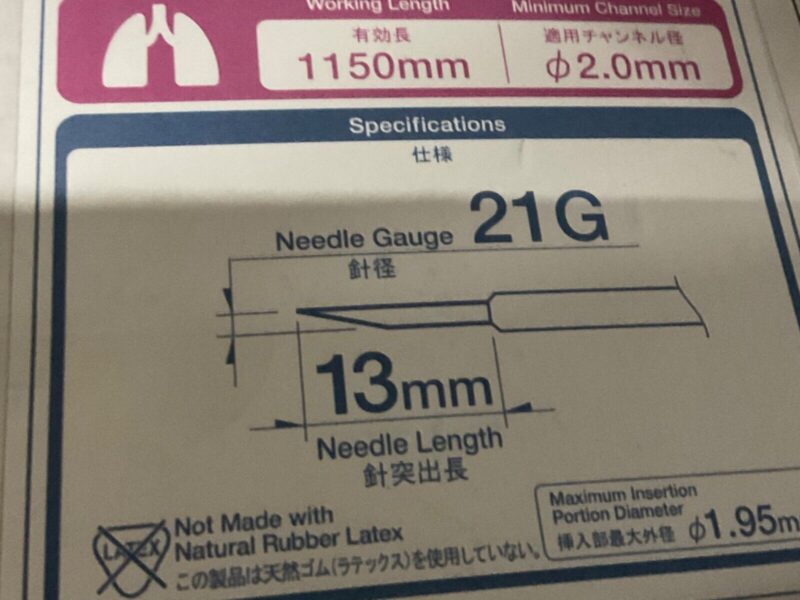 Working Length
Minimum Channel Size
有効長
適用チャンネル径
1150mm
φ2.0mm
Specifications
仕様
Needle Gauge 21G
針径
13mm
Needle Length
針突出長
LATEX
Not Made with
Natural Rubber Latex
この製品は天然ゴム(ラテックス)を使用していない。
Maximum Insertion
Portion Diameter
挿入部最大外径 φ1.95m